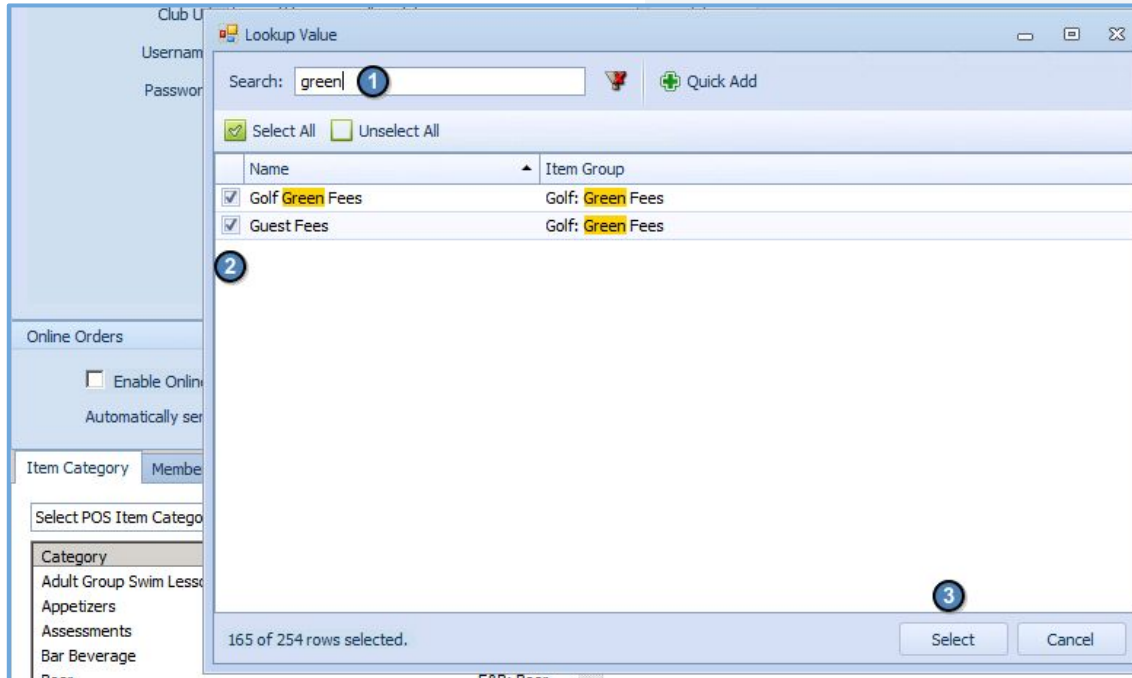 Club U
Usernam
Passwor
Lookup Value
Search: green 1 Quick Add
Select All Unselect All
Name Item Group
Golf Green Fees Golf: Green Fees
Guest Fees Golf: Green Fees
2
Online Orders
Enable Onlin
Automatically ser
Item Category Membe
Select POS Item Catego
Category
Adult Group Swim Lesso
Appetizers
Assessments
Bar Beverage
3
165 of 254 rows selected. Select Cancel